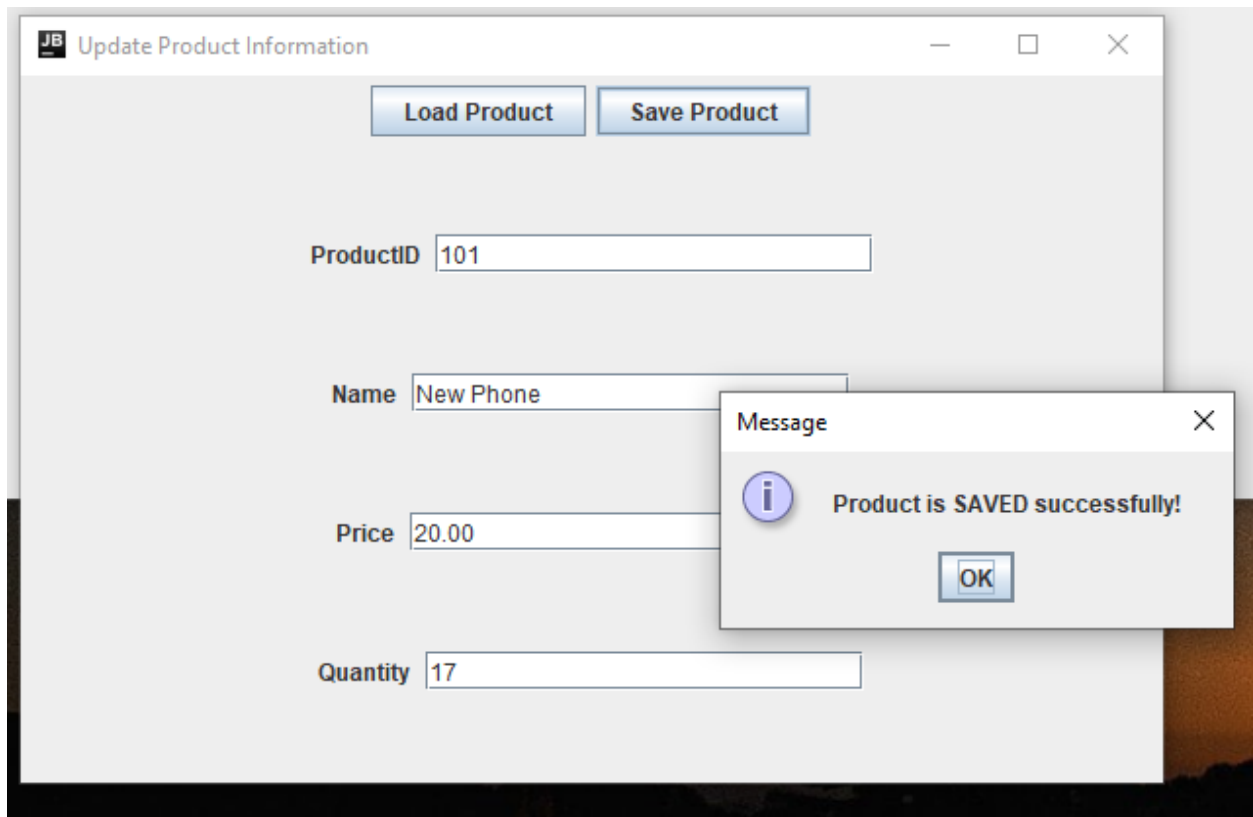 JB Update Product Information
Load Product Save Product
ProductID 101
Name New Phone
Message
Product is SAVED successfully!
Price 20.00
OK
Quantity 17